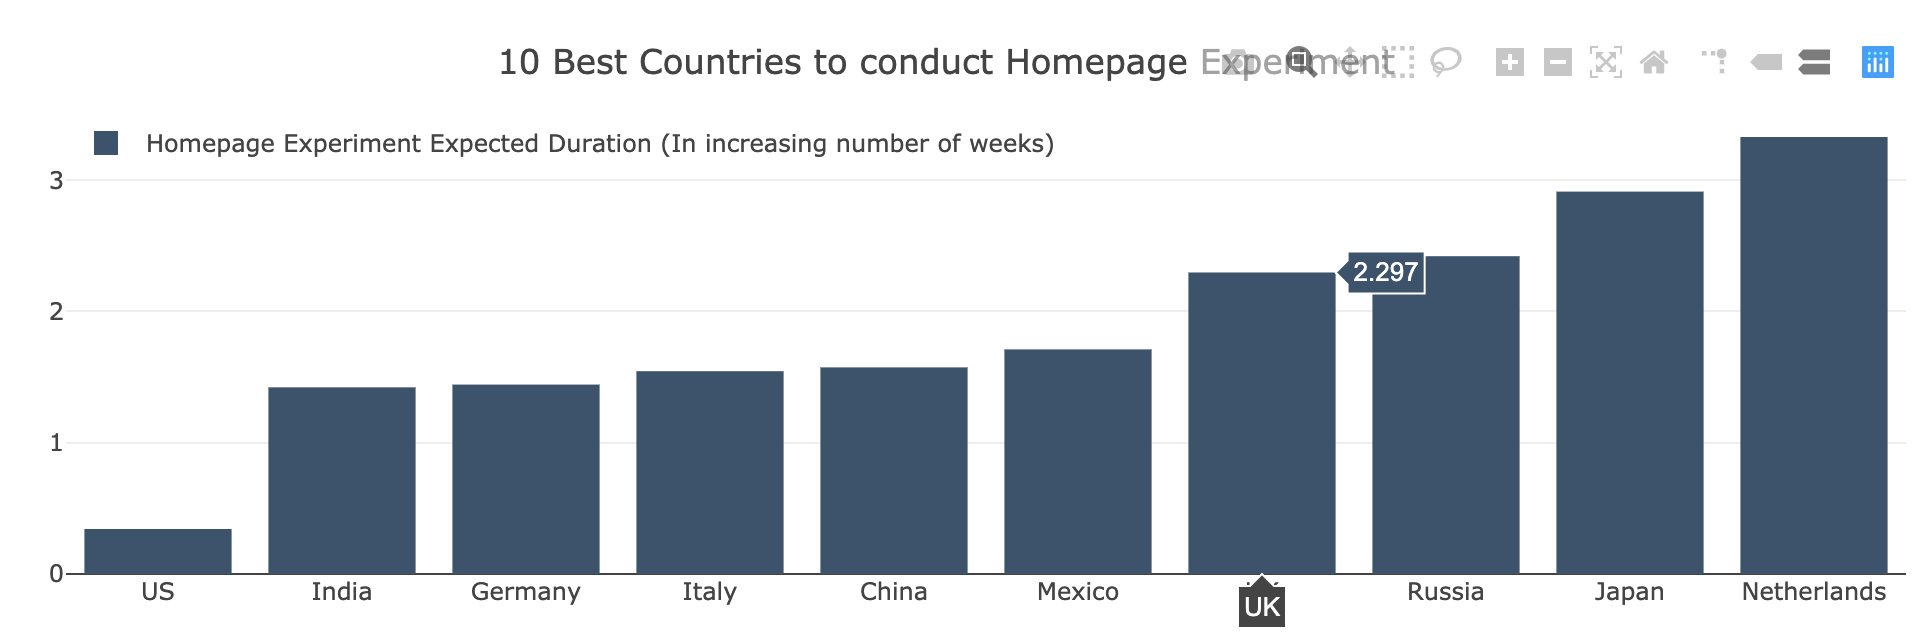 10 Best Countries to conduct Homepage Experiment
Homepage Experiment Expected Duration (In increasing number of weeks)
3
2.297
2
1
0
US India Germany Italy China Mexico UK Russia Japan Netherlands